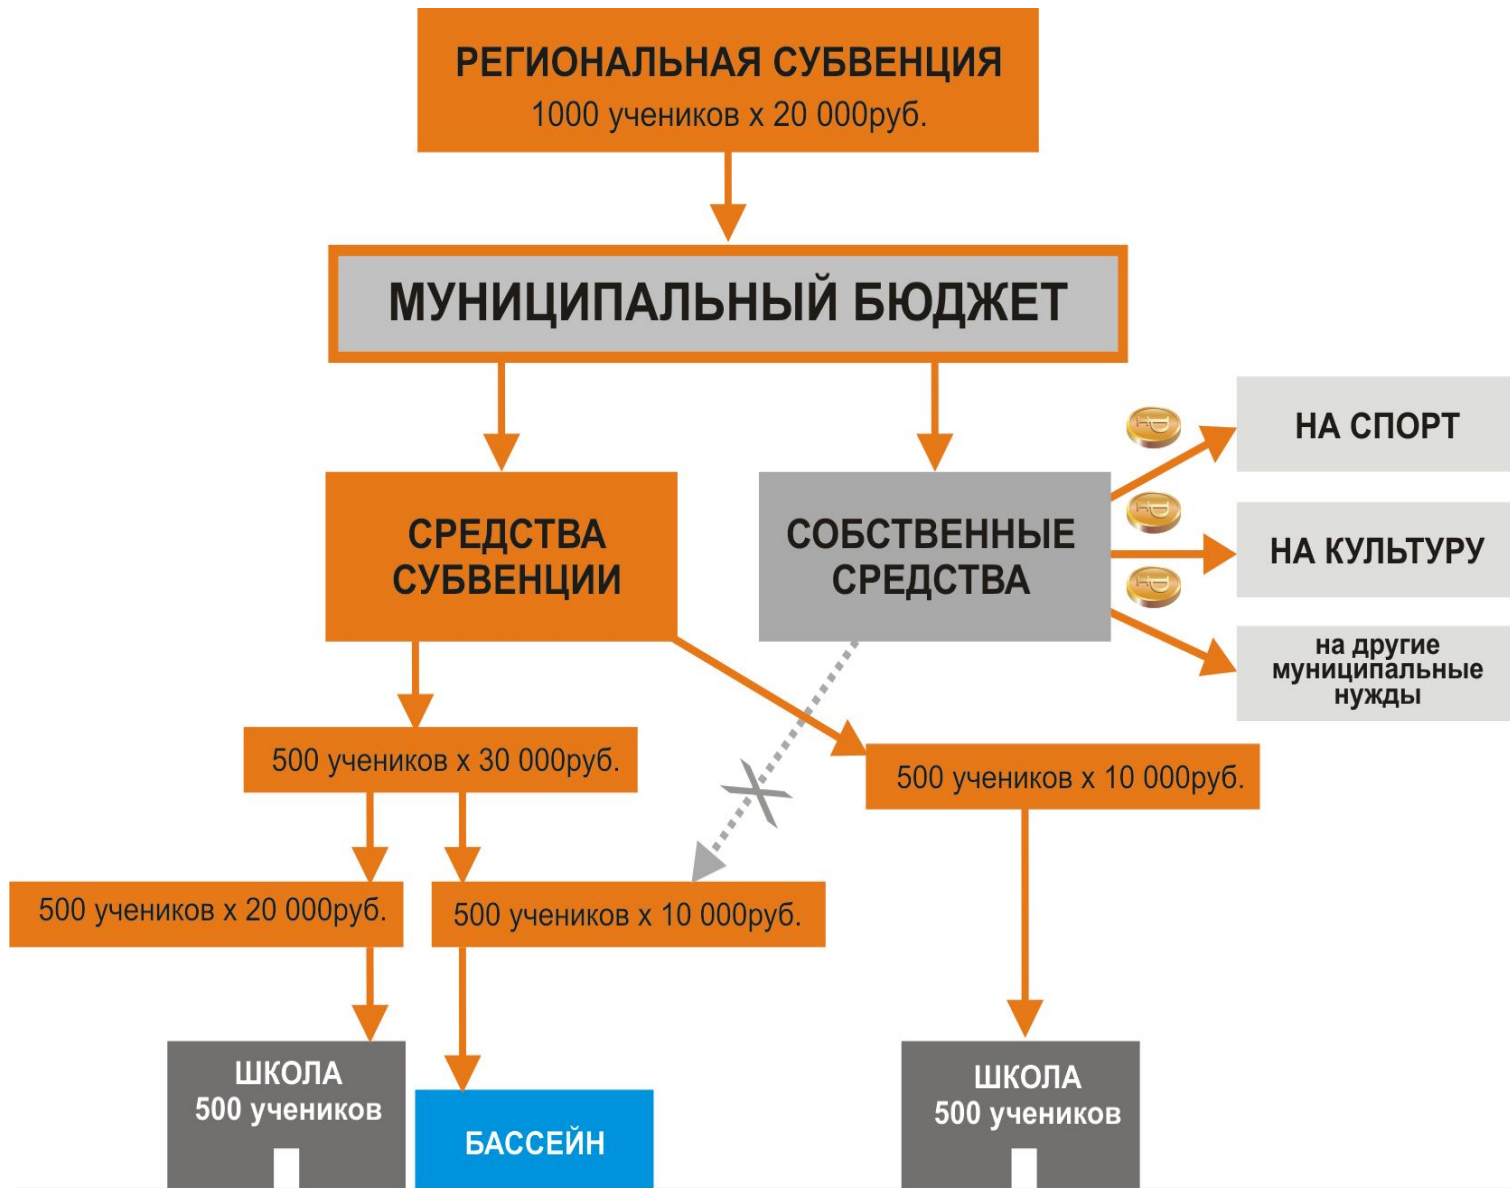 РЕГИОНАЛЬНАЯ СУБВЕНЦИЯ
1000 учеников х 20 000руб.
МУНИЦИПАЛЬНЫЙ БЮДЖЕТ
СРЕДСТВА
СУБВЕНЦИИ
СОБСТВЕННЫЕ
СРЕДСТВА
НА СПОРТ
НА КУЛЬТУРУ
на другие
муниципальные
нужды
500 учеников х 30 000руб.
500 учеников х 10 000руб.
500 учеников х 20 000руб.
500 учеников х 10 000руб.
ШКОЛА
500 учеников
БАССЕЙН
ШКОЛА
500 учеников